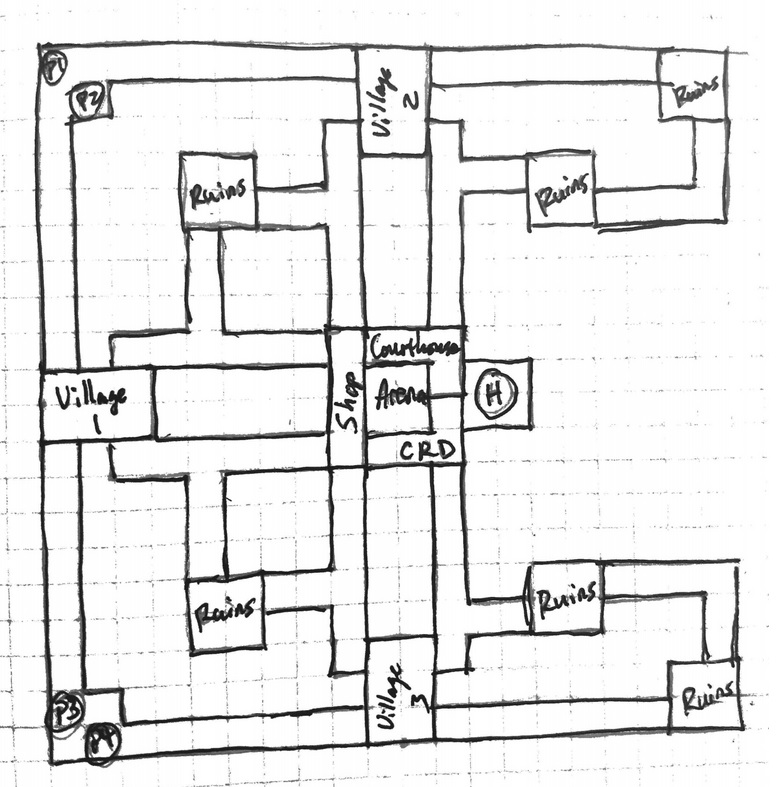 P1
P2
Village
2
Ruins
Ruins
Ruins
Courthouse
Village
1
Shop
Arena
H
CRD
Ruins
Ruins
P3
P4
Village
3
Ruins